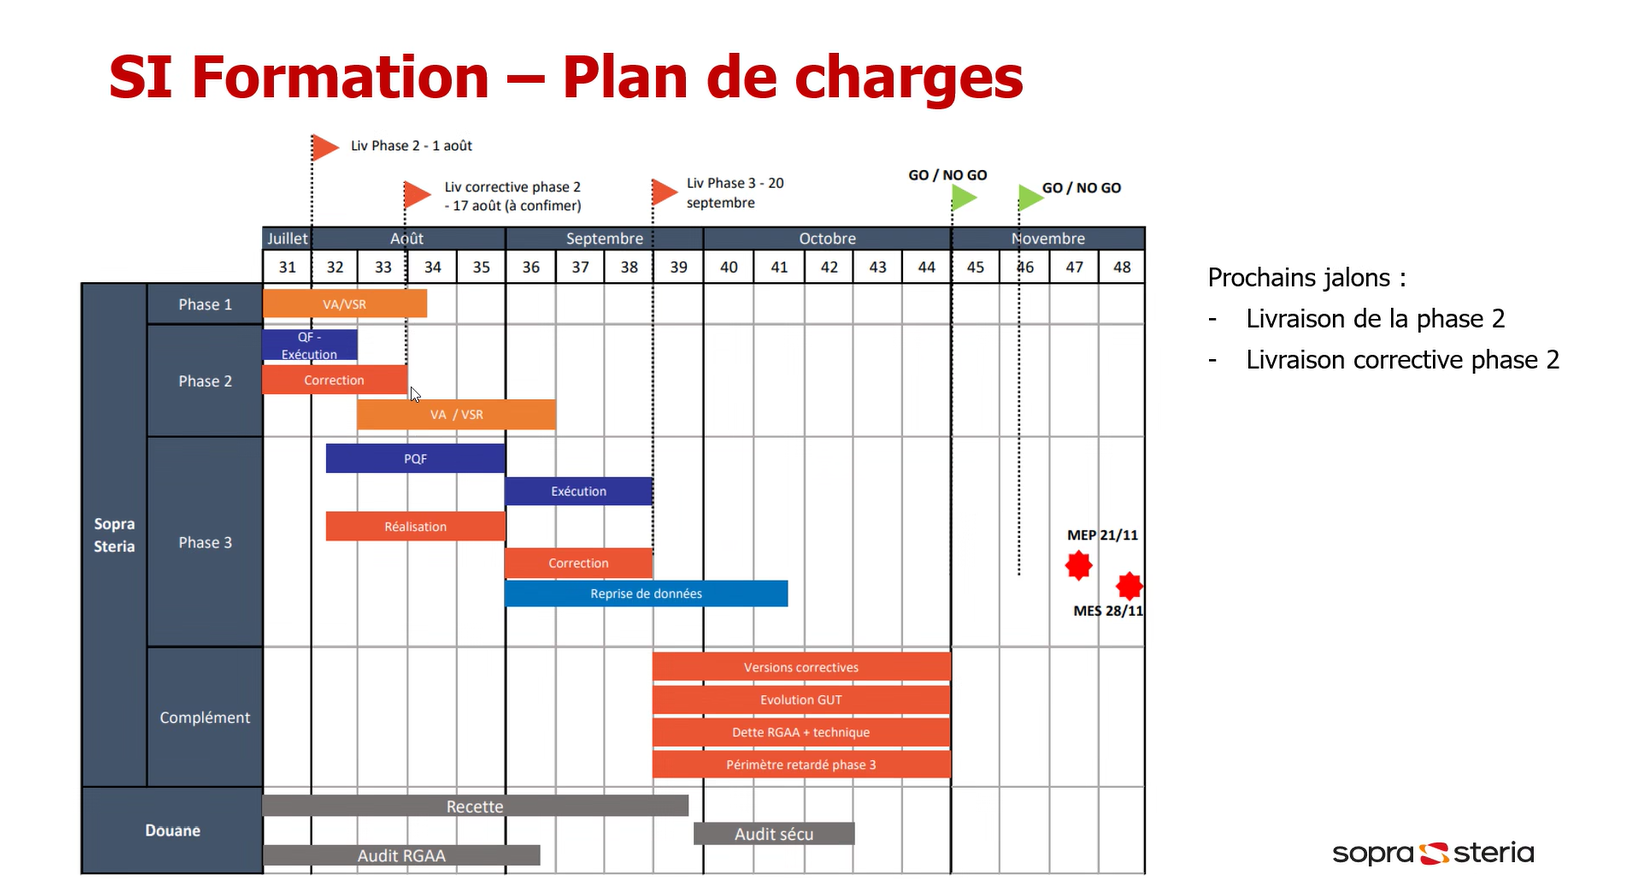 SI Formation – Plan de charges
Liv Phase 2 - 1 août
Liv corrective phase 2
- 17 août (à confimer)
Liv Phase 3 - 20
septembre
GO / NO GO
GO / NO GO
Juillet
Août
Septembre
Octobre
Novembre
31 32 33 34 35 36 37 38 39 40 41 42 43 44 45 46 47 48
Sopra
Steria
Phase 1
VA/VSR
Phase 2
QF -
Exécution
Correction
VA / VSR
Phase 3
PQF
Exécution
Réalisation
Correction
Reprise de données
MEP 21/11
MES 28/11
Complément
Versions correctives
Evolution GUT
Dette RGAA + technique
Périmètre retardé phase 3
Douane
Recette
Audit sécu
Audit RGAA
Prochains jalons :
- Livraison de la phase 2
- Livraison corrective phase 2
sopra steria